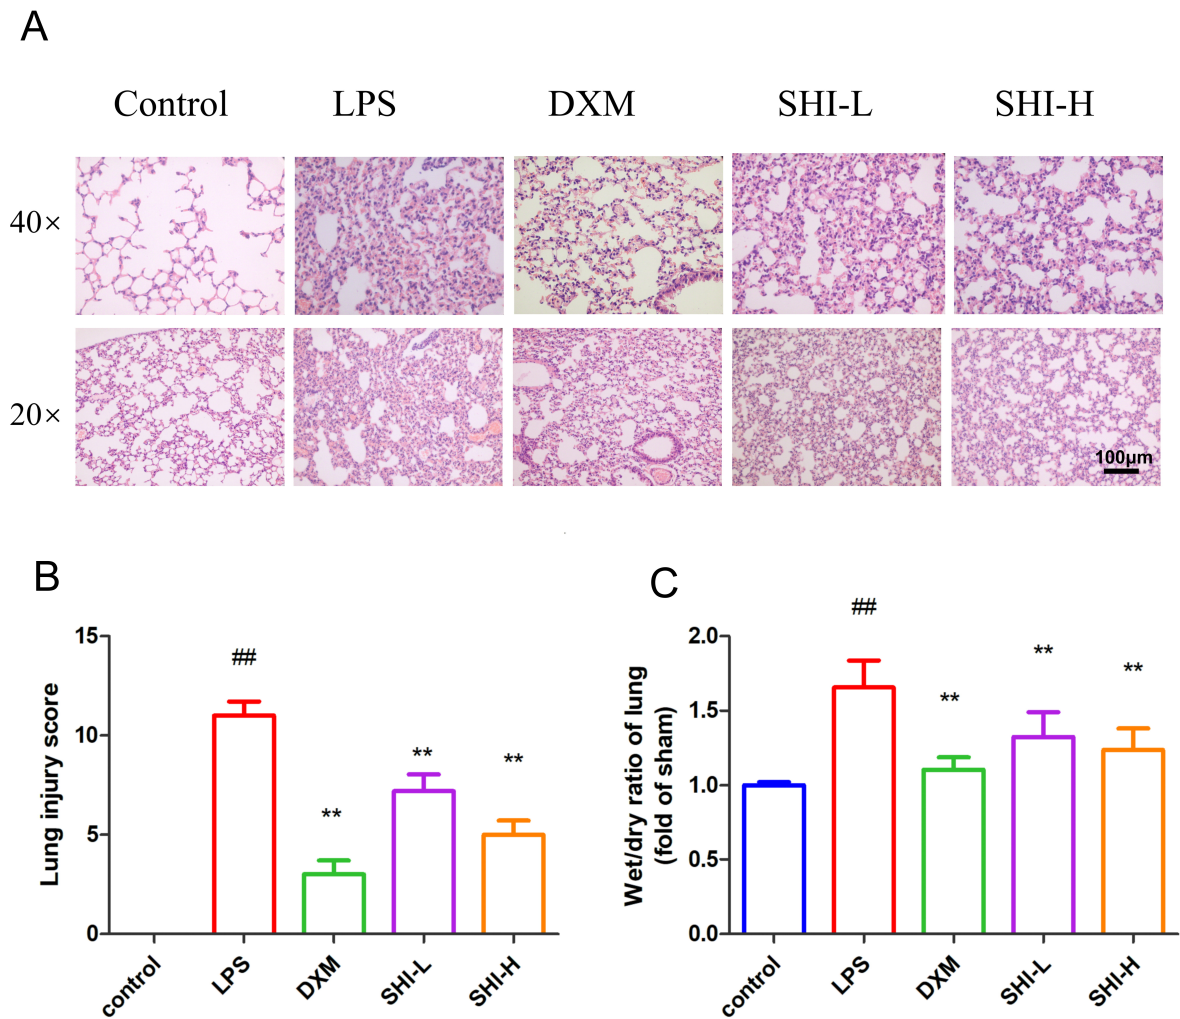 A
Control LPS DXM SHI-L SHI-H
40×
20×
100μm
B
15
10
5
0
Lung injury score
##
**
**
**
control LPS DXM SHI-L SHI-H
C
2.0
1.5
1.0
0.5
0.0
Wet/dry ratio of lung
(fold of sham)
##
**
**
**
control LPS DXM SHI-L SHI-H